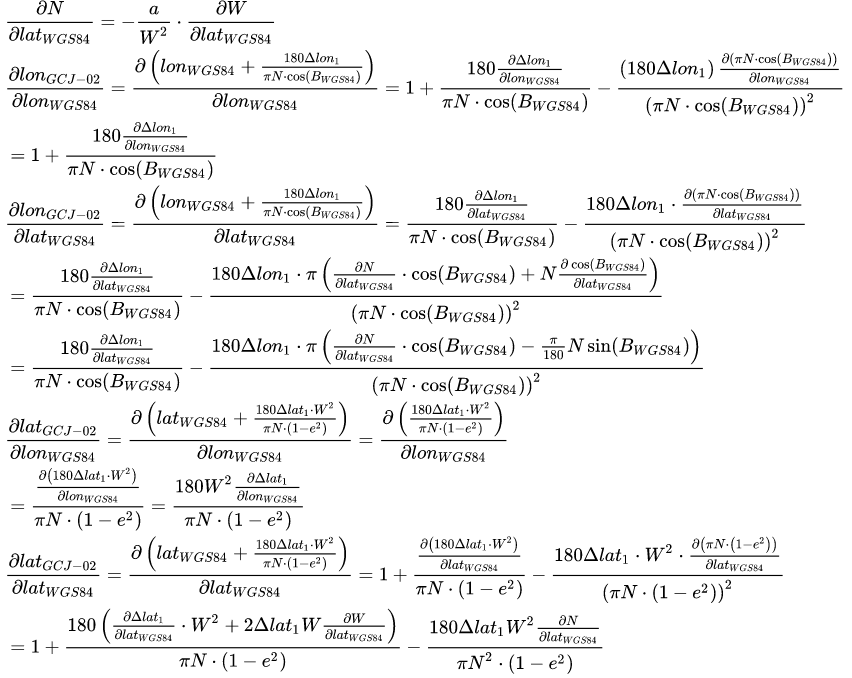 \frac{\partial N}{\partial lat_{WGS84}} = -\frac{a}{W^2} \cdot \frac{\partial W}{\partial lat_{WGS84}}
\frac{\partial lon_{GCJ-02}}{\partial lon_{WGS84}} = \frac{\partial \left( lon_{WGS84} + \frac{180 \Delta lon_1}{\pi N \cdot \cos(B_{WGS84})} \right)}{\partial lon_{WGS84}} = 1 + \frac{180 \frac{\partial \Delta lon_1}{\partial lon_{WGS84}}}{\pi N \cdot \cos(B_{WGS84})} - \frac{(180 \Delta lon_1) \frac{\partial (\pi N \cdot \cos(B_{WGS84}))}{\partial lon_{WGS84}}}{(\pi N \cdot \cos(B_{WGS84}))^2}
= 1 + \frac{180 \frac{\partial \Delta lon_1}{\partial lon_{WGS84}}}{\pi N \cdot \cos(B_{WGS84})}
\frac{\partial lon_{GCJ-02}}{\partial lat_{WGS84}} = \frac{\partial \left( lon_{WGS84} + \frac{180 \Delta lon_1}{\pi N \cdot \cos(B_{WGS84})} \right)}{\partial lat_{WGS84}} = \frac{180 \frac{\partial \Delta lon_1}{\partial lat_{WGS84}}}{\pi N \cdot \cos(B_{WGS84})} - \frac{180 \Delta lon_1 \cdot \frac{\partial (\pi N \cdot \cos(B_{WGS84}))}{\partial lat_{WGS84}}}{(\pi N \cdot \cos(B_{WGS84}))^2}
= \frac{180 \frac{\partial \Delta lon_1}{\partial lat_{WGS84}}}{\pi N \cdot \cos(B_{WGS84})} - \frac{180 \Delta lon_1 \cdot \pi \left( \frac{\partial N}{\partial lat_{WGS84}} \cdot \cos(B_{WGS84}) + N \frac{\partial \cos(B_{WGS84})}{\partial lat_{WGS84}} \right)}{(\pi N \cdot \cos(B_{WGS84}))^2}
= \frac{180 \frac{\partial \Delta lon_1}{\partial lat_{WGS84}}}{\pi N \cdot \cos(B_{WGS84})} - \frac{180 \Delta lon_1 \cdot \pi \left( \frac{\partial N}{\partial lat_{WGS84}} \cdot \cos(B_{WGS84}) - \frac{\pi}{180} N \sin(B_{WGS84}) \right)}{(\pi N \cdot \cos(B_{WGS84}))^2}
\frac{\partial lat_{GCJ-02}}{\partial lon_{WGS84}} = \frac{\partial \left( lat_{WGS84} + \frac{180 \Delta lat_1 \cdot W^2}{\pi N \cdot (1-e^2)} \right)}{\partial lon_{WGS84}} = \frac{\partial \left( \frac{180 \Delta lat_1 \cdot W^2}{\pi N \cdot (1-e^2)} \right)}{\partial lon_{WGS84}}
= \frac{\frac{\partial (180 \Delta lat_1 \cdot W^2)}{\partial lon_{WGS84}}}{\pi N \cdot (1-e^2)} = \frac{180 W^2 \frac{\partial \Delta lat_1}{\partial lon_{WGS84}}}{\pi N \cdot (1-e^2)}
\frac{\partial lat_{GCJ-02}}{\partial lat_{WGS84}} = \frac{\partial \left( lat_{WGS84} + \frac{180 \Delta lat_1 \cdot W^2}{\pi N \cdot (1-e^2)} \right)}{\partial lat_{WGS84}} = 1 + \frac{\frac{\partial (180 \Delta lat_1 \cdot W^2)}{\partial lat_{WGS84}}}{\pi N \cdot (1-e^2)} - \frac{180 \Delta lat_1 \cdot W^2 \cdot \frac{\partial (\pi N \cdot (1-e^2))}{\partial lat_{WGS84}}}{(\pi N \cdot (1-e^2))^2}
= 1 + \frac{180 \left( \frac{\partial \Delta lat_1}{\partial lat_{WGS84}} \cdot W^2 + 2 \Delta lat_1 W \frac{\partial W}{\partial lat_{WGS84}} \right)}{\pi N \cdot (1-e^2)} - \frac{180 \Delta lat_1 W^2 \frac{\partial N}{\partial lat_{WGS84}}}{\pi N^2 \cdot (1-e^2)}